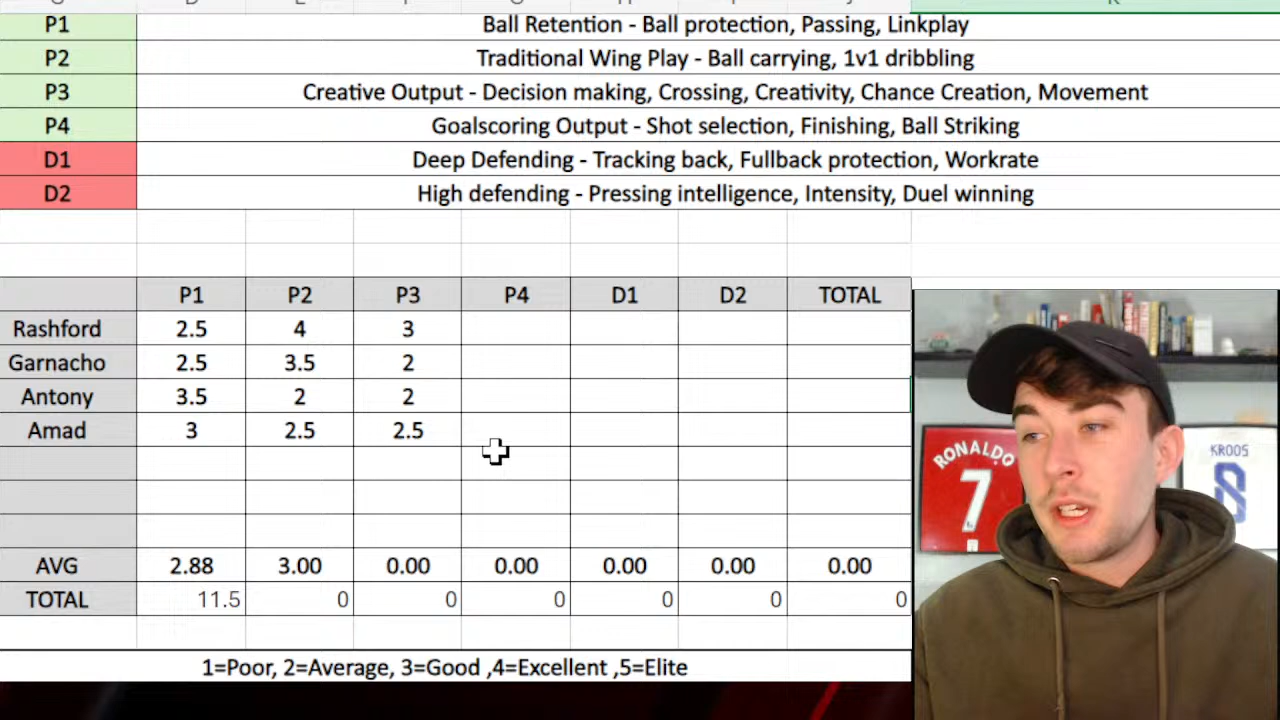 P1 Ball Retention - Ball protection, Passing, Linkplay
P2 Traditional Wing Play - Ball carrying, 1v1 dribbling
P3 Creative Output - Decision making, Crossing, Creativity, Chance Creation, Movement
P4 Goalscoring Output - Shot selection, Finishing, Ball Striking
D1 Deep Defending - Tracking back, Fullback protection, Workrate
D2 High defending - Pressing intelligence, Intensity, Duel winning
P1 P2 P3 P4 D1 D2 TOTAL
Rashford 2.5 4 3
Garnacho 2.5 3.5 2
Antony 3.5 2 2
Amad 3 2.5 2.5
AVG 2.88 3.00 0.00 0.00 0.00 0.00 0.00
TOTAL 11.5 0 0 0 0 0 0
1=Poor, 2=Average, 3=Good ,4=Excellent ,5=Elite
RONALDO
7
KROOS
8